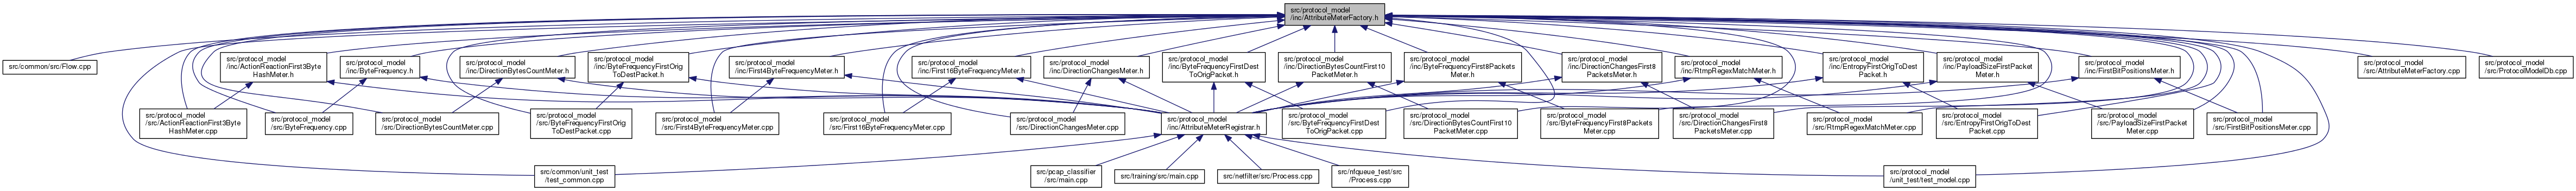 src/protocol_model
/inc/AttributeMeterFactory.h
src/common/src/Flow.cpp
src/protocol_model
/inc/ActionReactionFirst3Byte
HashMeter.h
src/protocol_model
/inc/ByteFrequency.h
src/protocol_model
/inc/DirectionBytesCountMeter.h
src/protocol_model
/inc/ByteFrequencyFirstOrig
ToDestPacket.h
src/protocol_model
/inc/First4ByteFrequencyMeter.h
src/protocol_model
/inc/First16ByteFrequencyMeter.h
src/protocol_model
/inc/DirectionChangesMeter.h
src/protocol_model
/inc/ByteFrequencyFirstDest
ToOrigPacket.h
src/protocol_model
/inc/DirectionBytesCountFirst10
PacketMeter.h
src/protocol_model
/inc/ByteFrequencyFirst8Packets
Meter.h
src/protocol_model
/inc/DirectionChangesFirst8
PacketsMeter.h
src/protocol_model
/inc/RtmpRegexMatchMeter.h
src/protocol_model
/inc/EntropyFirstOrigToDest
Packet.h
src/protocol_model
/inc/PayloadSizeFirstPacket
Meter.h
src/protocol_model
/inc/FirstBitPositionsMeter.h
src/protocol_model
/src/AttributeMeterFactory.cpp
src/protocol_model
/src/ProtocolModelDb.cpp
src/protocol_model
/src/ActionReactionFirst3Byte
HashMeter.cpp
src/protocol_model
/src/ByteFrequency.cpp
src/protocol_model
/src/DirectionBytesCountMeter.cpp
src/protocol_model
/src/ByteFrequencyFirstOrig
ToDestPacket.cpp
src/protocol_model
/src/First4ByteFrequencyMeter.cpp
src/protocol_model
/src/First16ByteFrequencyMeter.cpp
src/protocol_model
/src/DirectionChangesMeter.cpp
src/protocol_model
/inc/AttributeMeterRegistrar.h
src/protocol_model
/src/ByteFrequencyFirstDest
ToOrigPacket.cpp
src/protocol_model
/src/DirectionBytesCountFirst10
PacketMeter.cpp
src/protocol_model
/src/ByteFrequencyFirst8Packets
Meter.cpp
src/protocol_model
/src/DirectionChangesFirst8
PacketsMeter.cpp
src/protocol_model
/src/RtmpRegexMatchMeter.cpp
src/protocol_model
/src/EntropyFirstOrigToDest
Packet.cpp
src/protocol_model
/src/PayloadSizeFirstPacket
Meter.cpp
src/protocol_model
/src/FirstBitPositionsMeter.cpp
src/common/unit_test
/test_common.cpp
src/pcap_classifier
/src/main.cpp
src/training/src/main.cpp
src/netfilter/src/Process.cpp
src/nfqueue_test/src
/Process.cpp
src/protocol_model
/unit_test/test_model.cpp